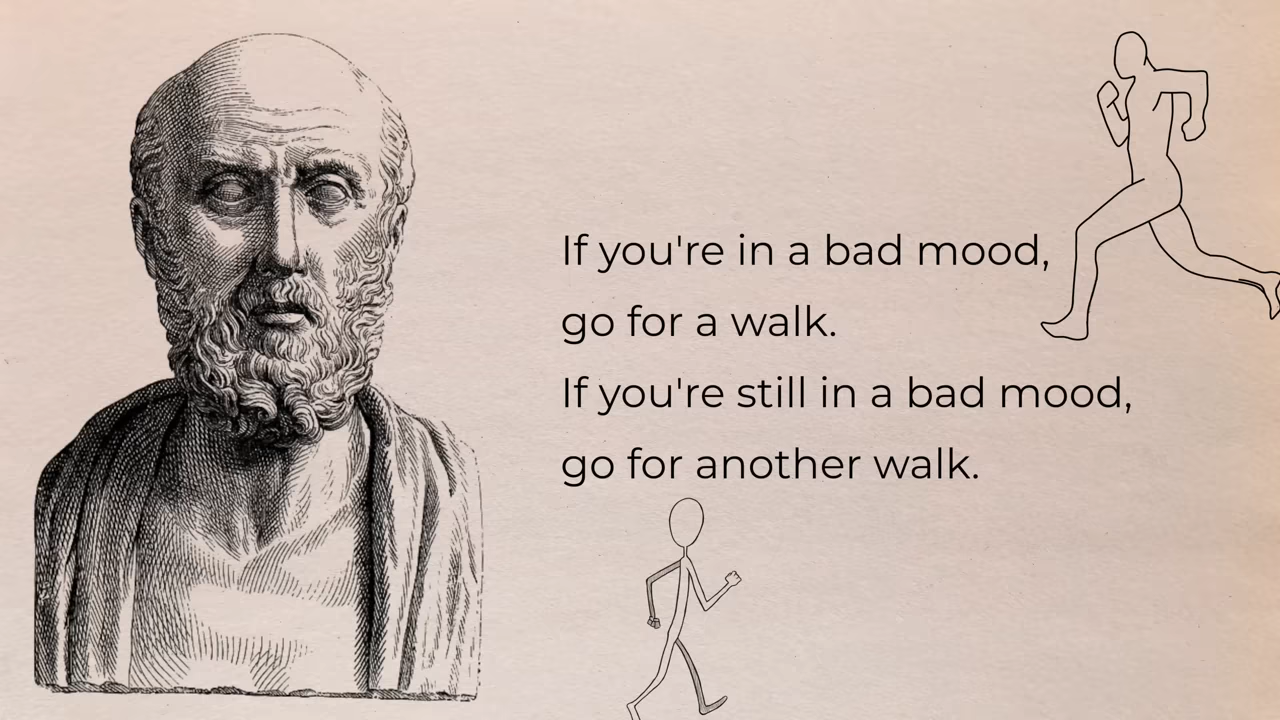 If you're in a bad mood,
go for a walk.
If you're still in a bad mood,
go for another walk.